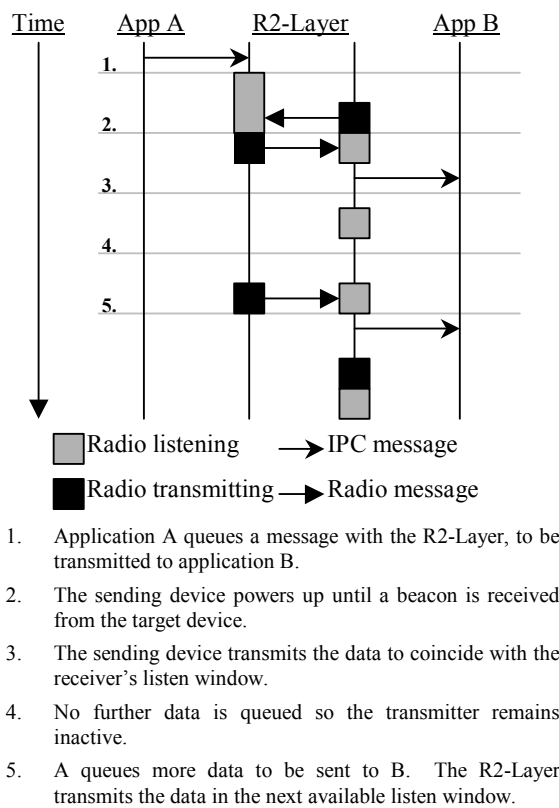 Time App A R2-Layer App B
1.
2.
3.
4.
5.
Radio listening IPC message
Radio transmitting Radio message
1. Application A queues a message with the R2-Layer, to be
transmitted to application B.
2. The sending device powers up until a beacon is received
from the target device.
3. The sending device transmits the data to coincide with the
receiver’s listen window.
4. No further data is queued so the transmitter remains
inactive.
5. A queues more data to be sent to B. The R2-Layer
transmits the data in the next available listen window.